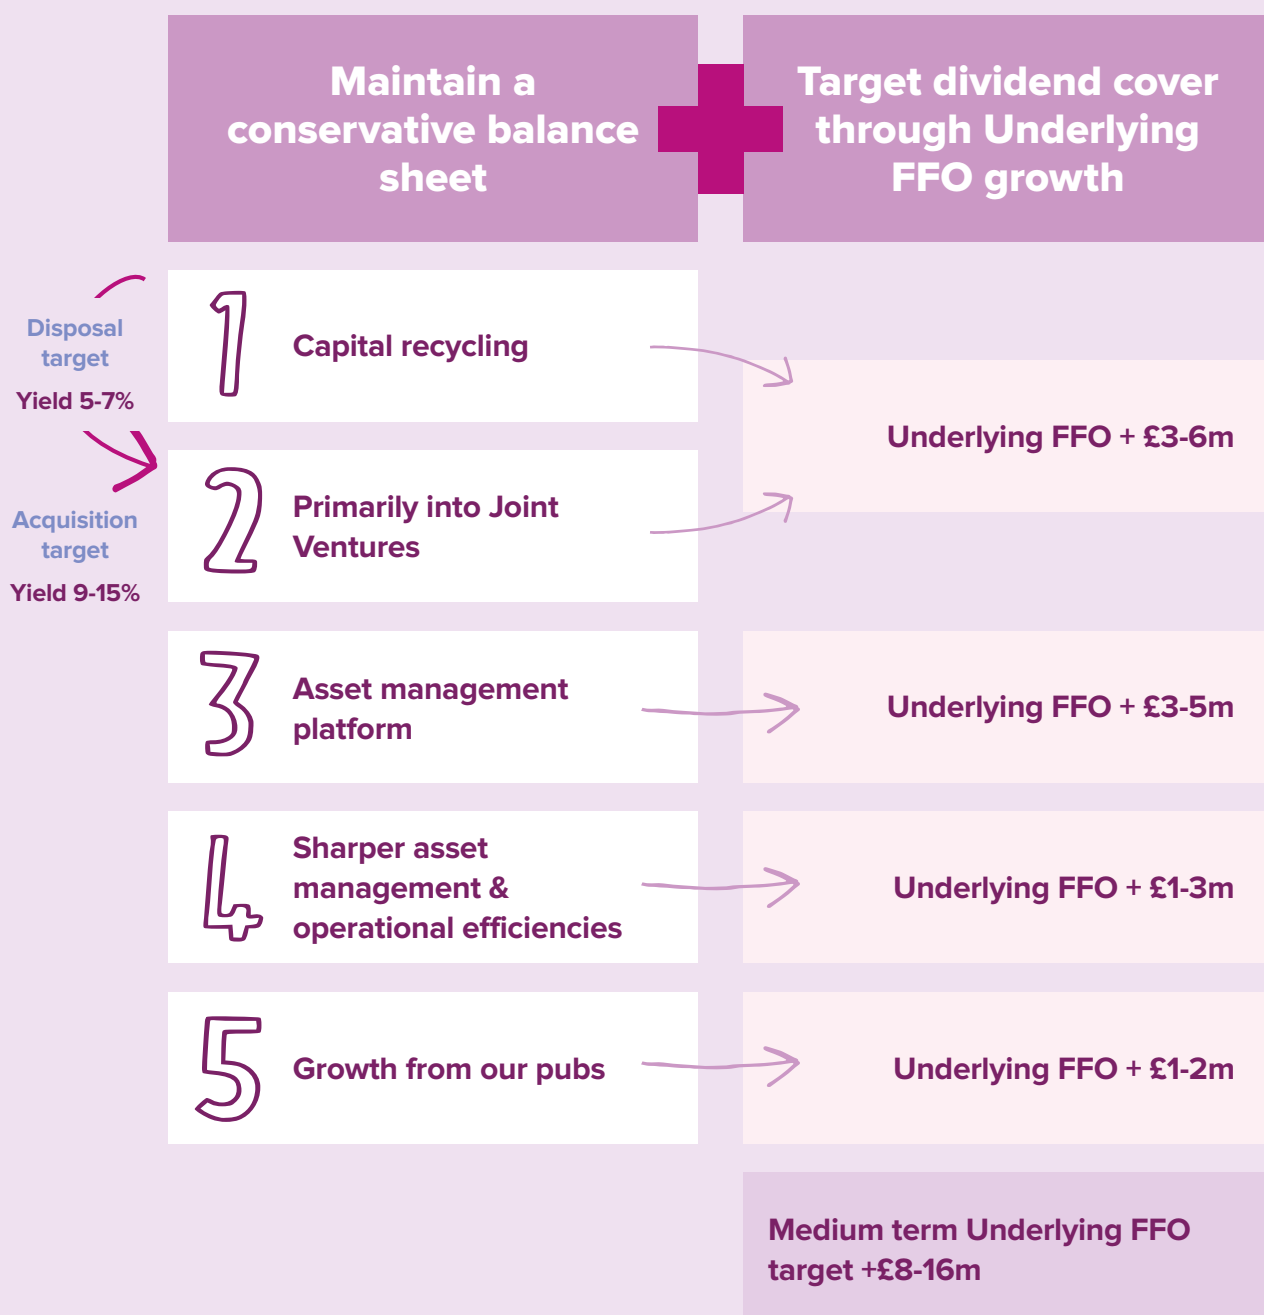 Maintain a
conservative balance
sheet
Target dividend cover
through Underlying
FFO growth
Disposal
target
Yield 5-7%
Acquisition
target
Yield 9-15%
1
Capital recycling
2
Primarily into Joint
Ventures
Underlying FFO + £3-6m
3
Asset management
platform
Underlying FFO + £3-5m
4
Sharper asset
management &
operational efficiencies
Underlying FFO + £1-3m
5
Growth from our pubs
Underlying FFO + £1-2m
Medium term Underlying FFO
target +£8-16m